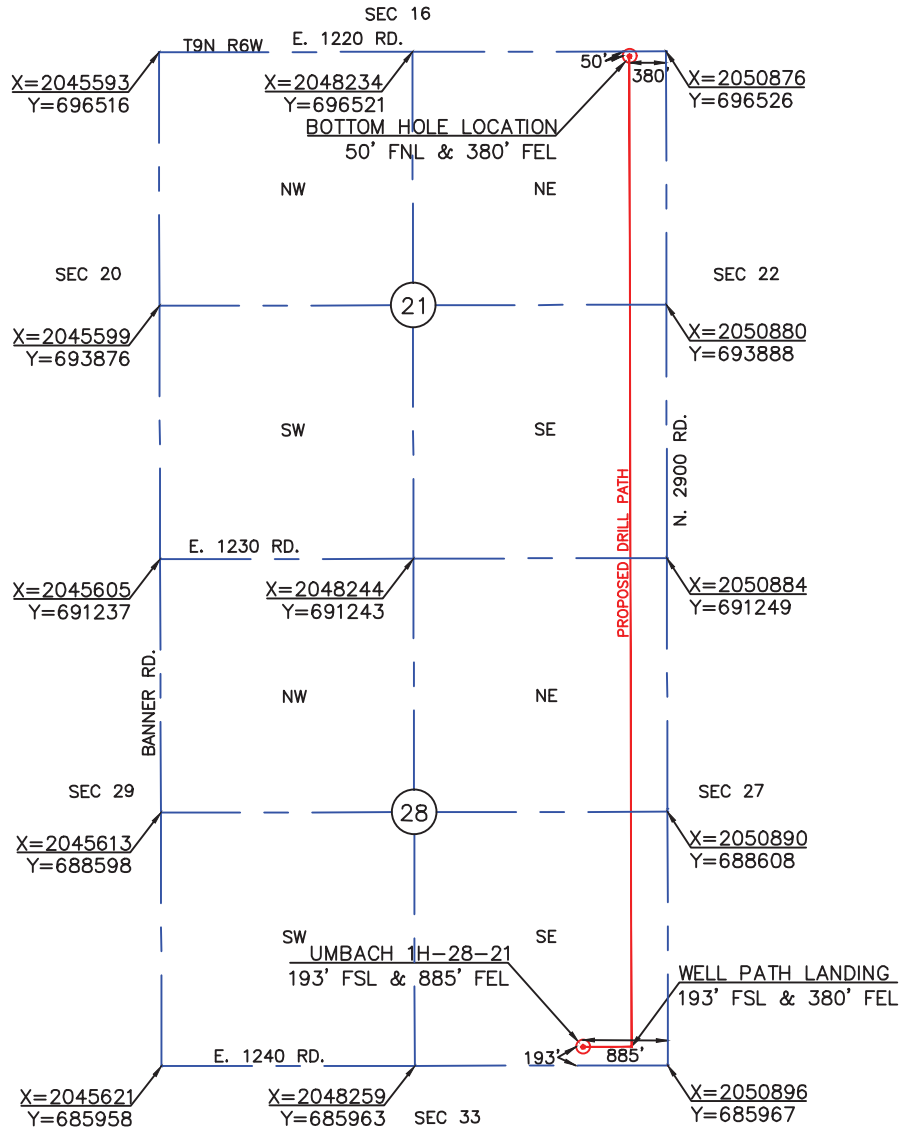 SEC 16
T9N R6W
E. 1220 RD.
X=2045593
Y=696516
X=2048234
Y=696521
50'
380'
X=2050876
Y=696526
BOTTOM HOLE LOCATION
50' FNL & 380' FEL
NW
NE
SEC 20
SEC 22
21
X=2045599
Y=693876
X=2050880
Y=693888
SW
SE
N. 2900 RD.
PROPOSED DRILL PATH
E. 1230 RD.
X=2045605
Y=691237
X=2048244
Y=691243
X=2050884
Y=691249
BANNER RD.
NW
NE
SEC 29
SEC 27
28
X=2045613
Y=688598
X=2050890
Y=688608
SW
SE
UMBACH 1H-28-21
193' FSL & 885' FEL
WELL PATH LANDING
193' FSL & 380' FEL
E. 1240 RD.
193'
885'
X=2045621
Y=685958
X=2048259
Y=685963
SEC 33
X=2050896
Y=685967